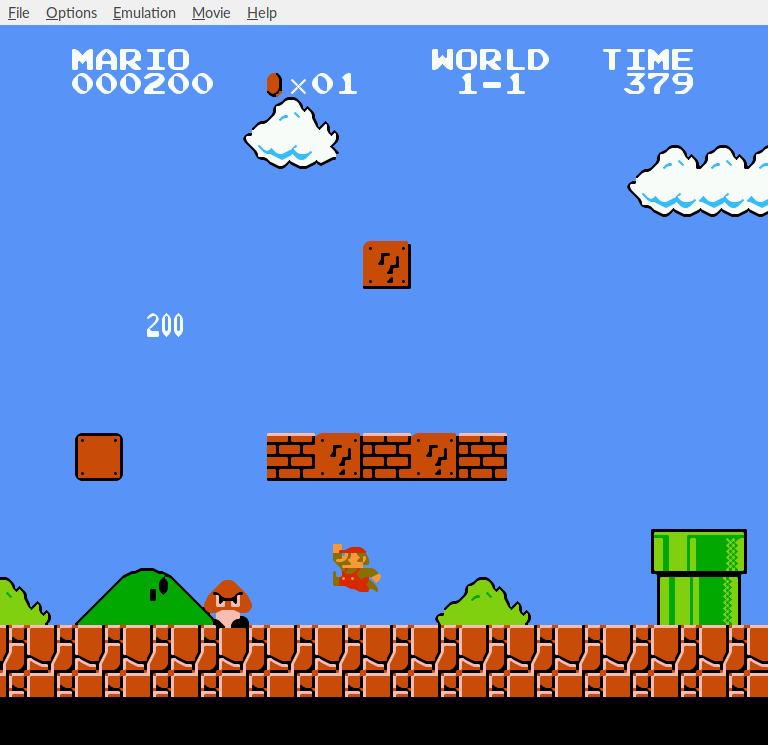 File Options Emulation Movie Help
MARIO WORLD TIME
000200 ×01 1-1 379
?
200
? ?